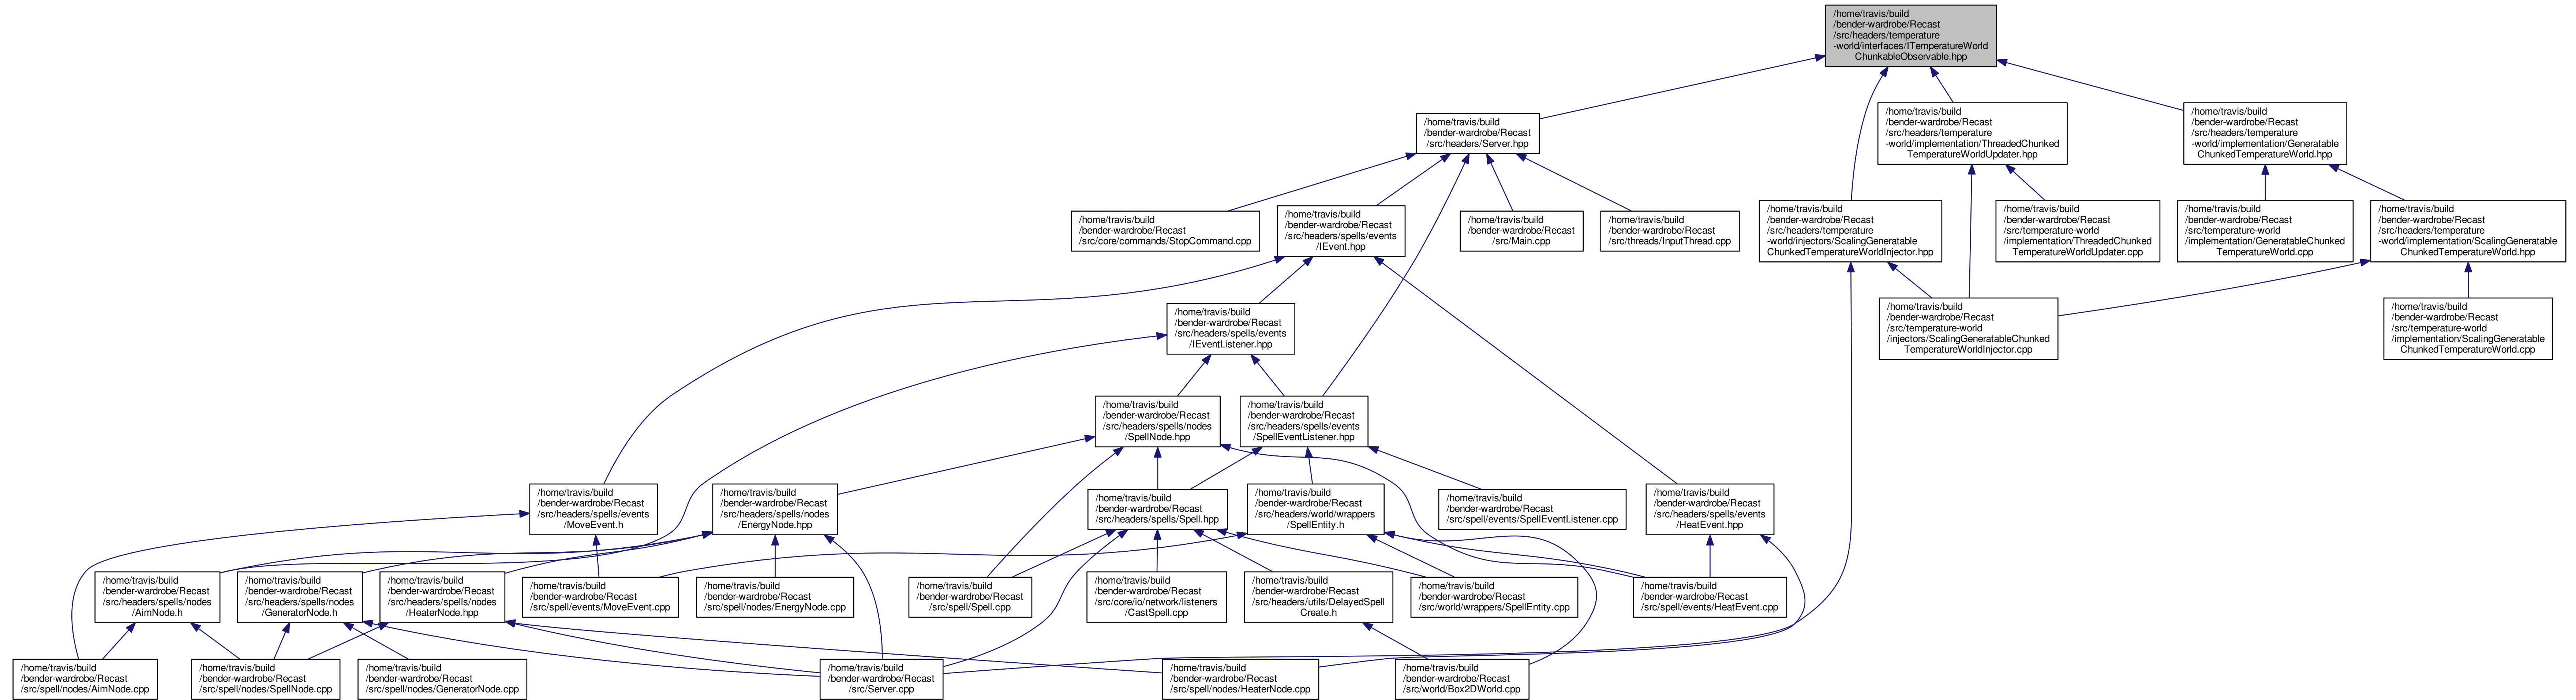 /home/travis/build
/bender-wardrobe/Recast
/src/headers/temperature
-world/interfaces/ITemperatureWorld
ChunkableObservable.hpp
/home/travis/build
/bender-wardrobe/Recast
/src/headers/Server.hpp
/home/travis/build
/bender-wardrobe/Recast
/src/headers/temperature
-world/implementation/ThreadedChunked
TemperatureWorldUpdater.hpp
/home/travis/build
/bender-wardrobe/Recast
/src/headers/temperature
-world/implementation/Generatable
ChunkedTemperatureWorld.hpp
/home/travis/build
/bender-wardrobe/Recast
/src/core/commands/StopCommand.cpp
/home/travis/build
/bender-wardrobe/Recast
/src/headers/spells/events
/IEvent.hpp
/home/travis/build
/bender-wardrobe/Recast
/src/Main.cpp
/home/travis/build
/bender-wardrobe/Recast
/src/threads/InputThread.cpp
/home/travis/build
/bender-wardrobe/Recast
/src/headers/temperature
-world/injectors/ScalingGeneratable
ChunkedTemperatureWorldInjector.hpp
/home/travis/build
/bender-wardrobe/Recast
/src/temperature-world
/implementation/ThreadedChunked
TemperatureWorldUpdater.cpp
/home/travis/build
/bender-wardrobe/Recast
/src/temperature-world
/implementation/GeneratableChunked
TemperatureWorld.cpp
/home/travis/build
/bender-wardrobe/Recast
/src/headers/temperature
-world/implementation/ScalingGeneratable
ChunkedTemperatureWorld.hpp
/home/travis/build
/bender-wardrobe/Recast
/src/headers/spells/events
/IEventListener.hpp
/home/travis/build
/bender-wardrobe/Recast
/src/temperature-world
/injectors/ScalingGeneratableChunked
TemperatureWorldInjector.cpp
/home/travis/build
/bender-wardrobe/Recast
/src/temperature-world
/implementation/ScalingGeneratable
ChunkedTemperatureWorld.cpp
/home/travis/build
/bender-wardrobe/Recast
/src/headers/spells/nodes
/SpellNode.hpp
/home/travis/build
/bender-wardrobe/Recast
/src/headers/spells/events
/SpellEventListener.hpp
/home/travis/build
/bender-wardrobe/Recast
/src/headers/spells/events
/MoveEvent.h
/home/travis/build
/bender-wardrobe/Recast
/src/headers/spells/nodes
/EnergyNode.hpp
/home/travis/build
/bender-wardrobe/Recast
/src/headers/spells/Spell.hpp
/home/travis/build
/bender-wardrobe/Recast
/src/headers/world/wrappers
/SpellEntity.h
/home/travis/build
/bender-wardrobe/Recast
/src/spell/events/SpellEventListener.cpp
/home/travis/build
/bender-wardrobe/Recast
/src/headers/spells/events
/HeatEvent.hpp
/home/travis/build
/bender-wardrobe/Recast
/src/headers/spells/nodes
/AimNode.h
/home/travis/build
/bender-wardrobe/Recast
/src/headers/spells/nodes
/GeneratorNode.h
/home/travis/build
/bender-wardrobe/Recast
/src/headers/spells/nodes
/HeaterNode.hpp
/home/travis/build
/bender-wardrobe/Recast
/src/spell/events/MoveEvent.cpp
/home/travis/build
/bender-wardrobe/Recast
/src/spell/nodes/EnergyNode.cpp
/home/travis/build
/bender-wardrobe/Recast
/src/spell/Spell.cpp
/home/travis/build
/bender-wardrobe/Recast
/src/core/io/network/listeners
/CastSpell.cpp
/home/travis/build
/bender-wardrobe/Recast
/src/headers/utils/DelayedSpell
Create.h
/home/travis/build
/bender-wardrobe/Recast
/src/world/wrappers/SpellEntity.cpp
/home/travis/build
/bender-wardrobe/Recast
/src/spell/events/HeatEvent.cpp
/home/travis/build
/bender-wardrobe/Recast
/src/spell/nodes/AimNode.cpp
/home/travis/build
/bender-wardrobe/Recast
/src/spell/nodes/SpellNode.cpp
/home/travis/build
/bender-wardrobe/Recast
/src/spell/nodes/GeneratorNode.cpp
/home/travis/build
/bender-wardrobe/Recast
/src/Server.cpp
/home/travis/build
/bender-wardrobe/Recast
/src/spell/nodes/HeaterNode.cpp
/home/travis/build
/bender-wardrobe/Recast
/src/world/Box2DWorld.cpp